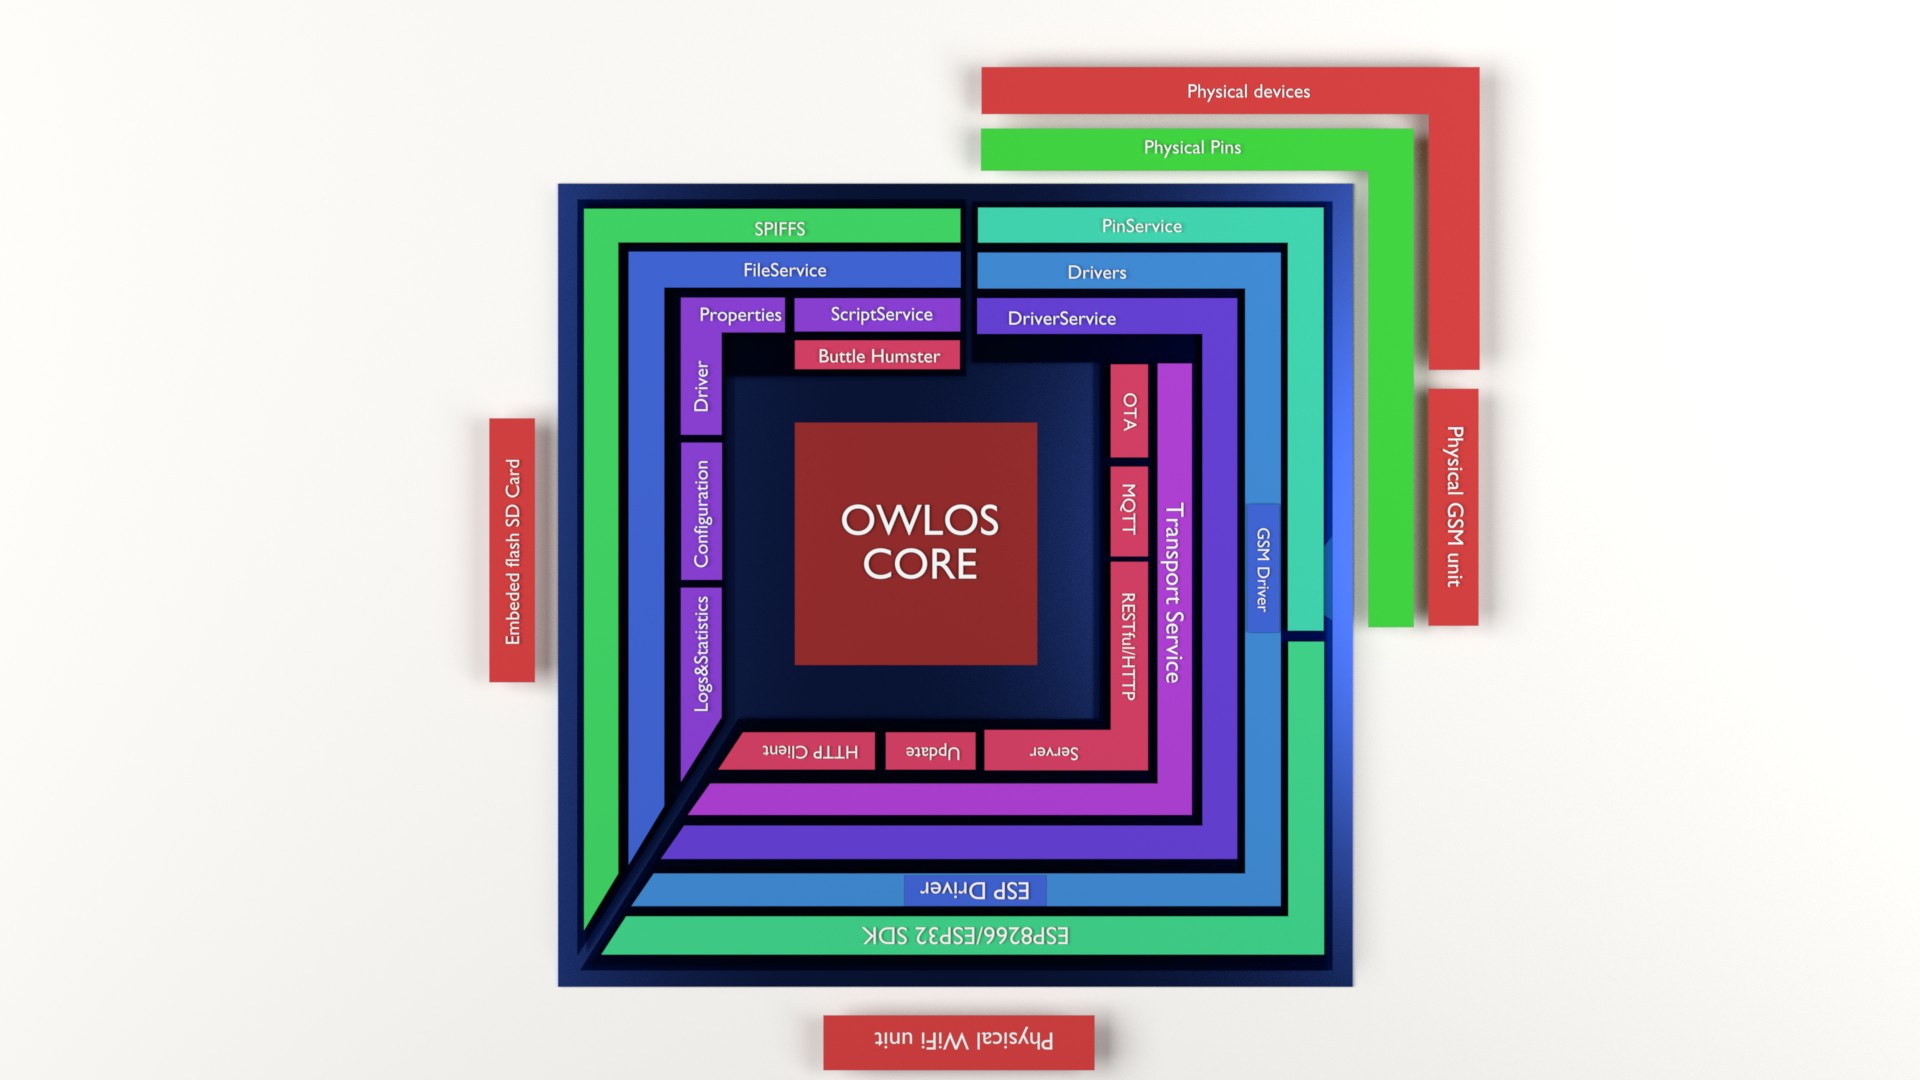 Physical devices
Physical Pins
SPIFFS
PinService
FileService
Drivers
Properties
ScriptService
DriverService
Buttle Humster
Driver
Configuration
Logs&Statistics
OWLOS
CORE
OTA
MQTT
RESTful/HTTP
Transport Service
GSM Driver
Physical GSM unit
Embeded flash SD Card
HTTP Client
Update
Server
ESP Driver
ESP8266/ESP32 SDK
Physical WiFi unit